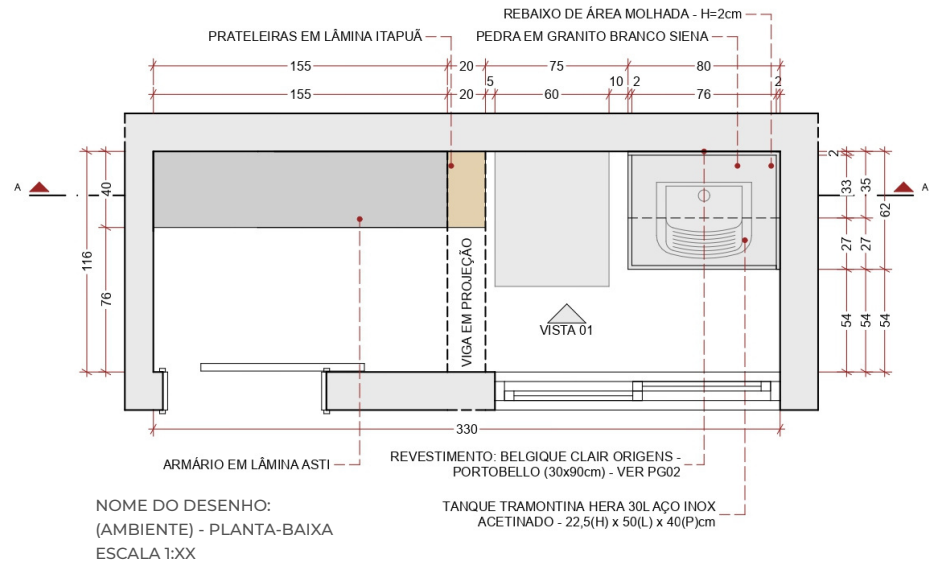 REBAIXO DE ÁREA MOLHADA - H=2cm
PRATELEIRAS EM LÂMINA ITAPUÃ
PEDRA EM GRANITO BRANCO SIENA
155 20 75 80
155 20 5 60 10 2 76 2
A
A
40
76
116
2
33
27
54
35
27
54
62
54
VIGA EM PROJEÇÃO
VISTA 01
330
ARMÁRIO EM LÂMINA ASTI
REVESTIMENTO: BELGIQUE CLAIR ORIGENS -
PORTOBELLO (30x90cm) - VER PG02
TANQUE TRAMONTINA HERA 30L AÇO INOX
ACETINADO - 22,5(H) x 50(L) x 40(P)cm
NOME DO DESENHO:
(AMBIENTE) - PLANTA-BAIXA
ESCALA 1:XX